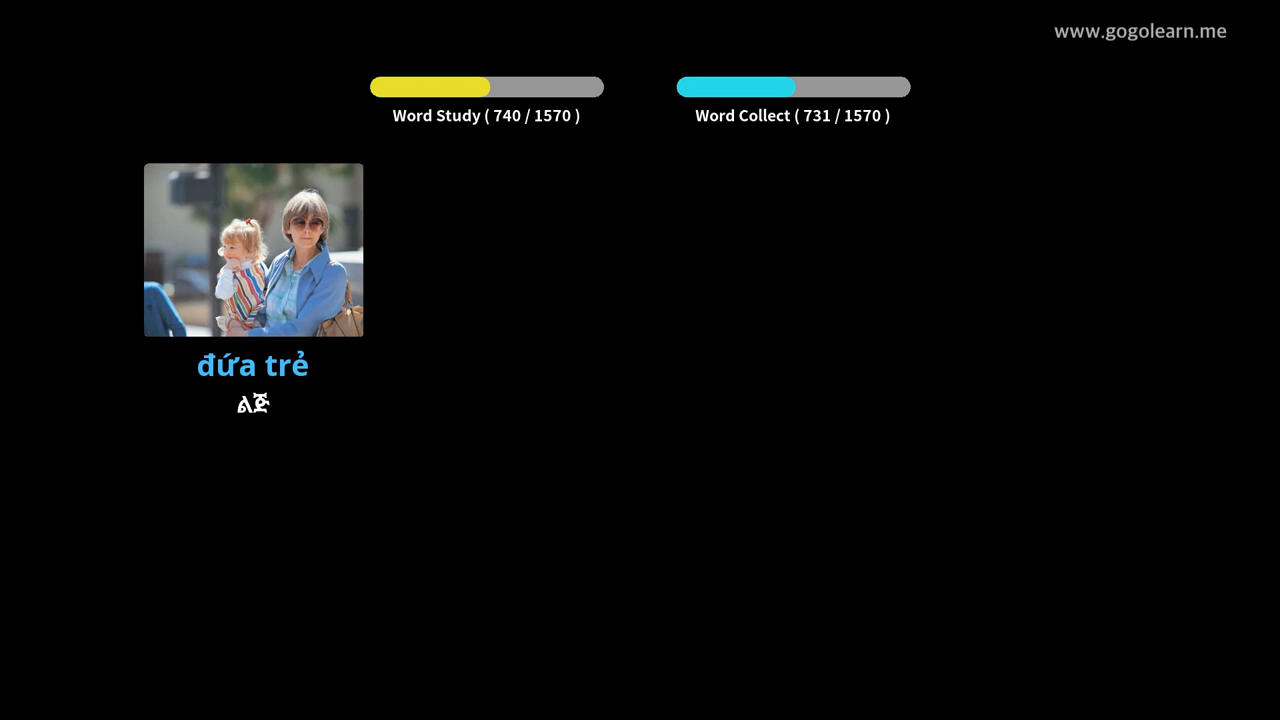 www.gogolearn.me
Word Study ( 740 / 1570 )
Word Collect ( 731 / 1570 )
đứa trẻ
ልጅ